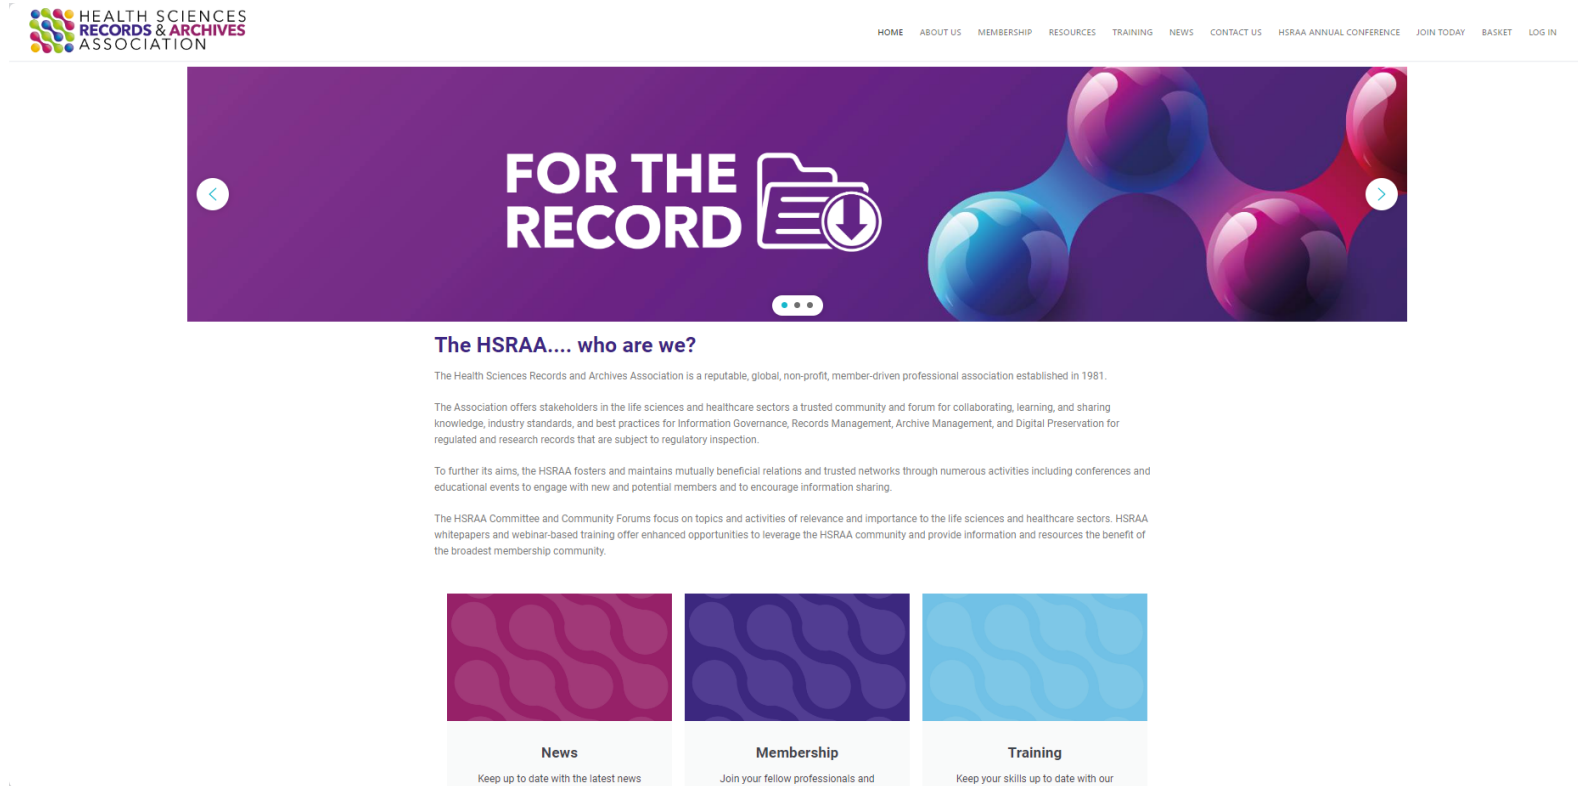 HEALTH SCIENCES
RECORDS & ARCHIVES
ASSOCIATION
HOME ABOUT US MEMBERSHIP RESOURCES TRAINING NEWS CONTACT US HSRAA ANNUAL CONFERENCE JOIN TODAY BASKET LOG IN
FOR THE
RECORD
The HSRAA.... who are we?
The Health Sciences Records and Archives Association is a reputable, global, non-profit, member-driven professional association established in 1981.
The Association offers stakeholders in the life sciences and healthcare sectors a trusted community and forum for collaborating, learning, and sharing
knowledge, industry standards, and best practices for Information Governance, Records Management, Archive Management, and Digital Preservation for
regulated and research records that are subject to regulatory inspection.
To further its aims, the HSRAA fosters and maintains mutually beneficial relations and trusted networks through numerous activities including conferences and
educational events to engage with new and potential members and to encourage information sharing.
The HSRAA Committee and Community Forums focus on topics and activities of relevance and importance to the life sciences and healthcare sectors. HSRAA
whitepapers and webinar-based training offer enhanced opportunities to leverage the HSRAA community and provide information and resources the benefit of
the broadest membership community.
News
Keep up to date with the latest news
Membership
Join your fellow professionals and
Training
Keep your skills up to date with our